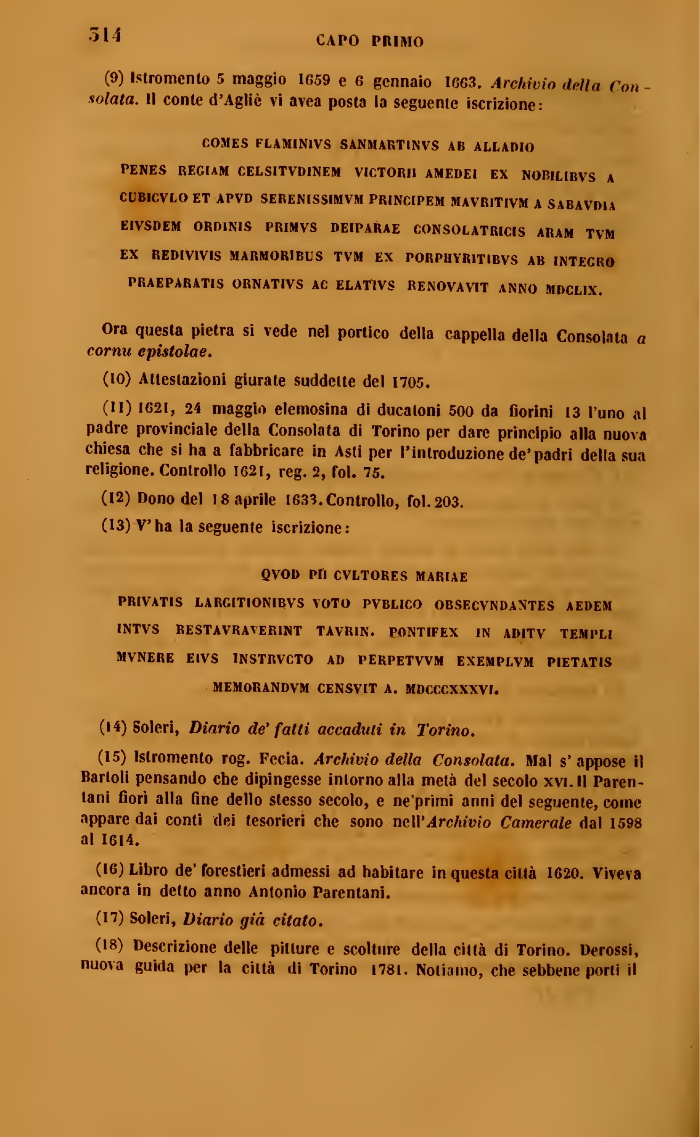 314
CAPO PRIMO
(9) Istromento 5 maggio 1659 e 6 gennaio 1663. Archivio della Con-
solata. Il conte d'Agliè vi avea posta la seguente iscrizione:
COMES FLAMINIVS SANMARTINVS AB ALLADIO
PENES REGIAM CELSITVDINEM VICTORII AMEDEI EX NOBILIBVS A
CUBICVLO ET APVD SERENISSIMVM PRINCIPEM MAVRITIVM A SABAVDIA
EIVSDEM ORDINIS PRIMVS DEIPARAE CONSOLATRICIS ARAM TVM
EX REDIVIVIS MARMORIBUS TVM EX PORPHYRITIBVS AB INTEGRO
PRAEPARATIS ORNATIVS AC ELATIVS RENOVAVIT ANNO MDCLIX.
Ora questa pietra si vede nel portico della cappella della Consolata a
cornu epistolae.
(10) Attestazioni giurate suddette del 1705.
(11) 1621, 24 maggio elemosina di ducatoni 500 da fiorini 13 l'uno al
padre provinciale della Consolata di Torino per dare principio alla nuova
chiesa che si ha a fabbricare in Asti per l'introduzione de' padri della sua
religione. Controllo 1621, reg. 2, fol. 75.
(12) Dono del 18 aprile 1633. Controllo, fol. 203.
(13) V' ha la seguente iscrizione:
QVOD PII CVLTORES MARIAE
PRIVATIS LARGITIONIBVS VOTO PVBLICO OBSECVNDANTES AEDEM
INTVS RESTAVRAVERINT TAVRIN. PONTIFEX IN ADITV TEMPLI
MVNERE EIVS INSTRVCTO AD PERPETVVM EXEMPLVM PIETATIS
MEMORANDVM CENSVIT A. MDCCCXXXVI.
(14) Soleri, Diario de' fatti accaduti in Torino.
(15) Istromento rog. Fecia. Archivio della Consolata. Mal s' appose il
Bartoli pensando che dipingesse intorno alla metà del secolo XVI. Il Paren-
tani fiorì alla fine dello stesso secolo, e ne' primi anni del seguente, come
appare dai conti dei tesorieri che sono nell'Archivio Camerale dal 1598
al 1614.
(16) Libro de' forestieri admessi ad habitare in questa città 1620. Viveva
ancora in detto anno Antonio Parentani.
(17) Soleri, Diario già citato.
(18) Descrizione delle pitture e scolture della città di Torino. Derossi,
nuova guida per la città di Torino 1781. Notiamo, che sebbene porti il